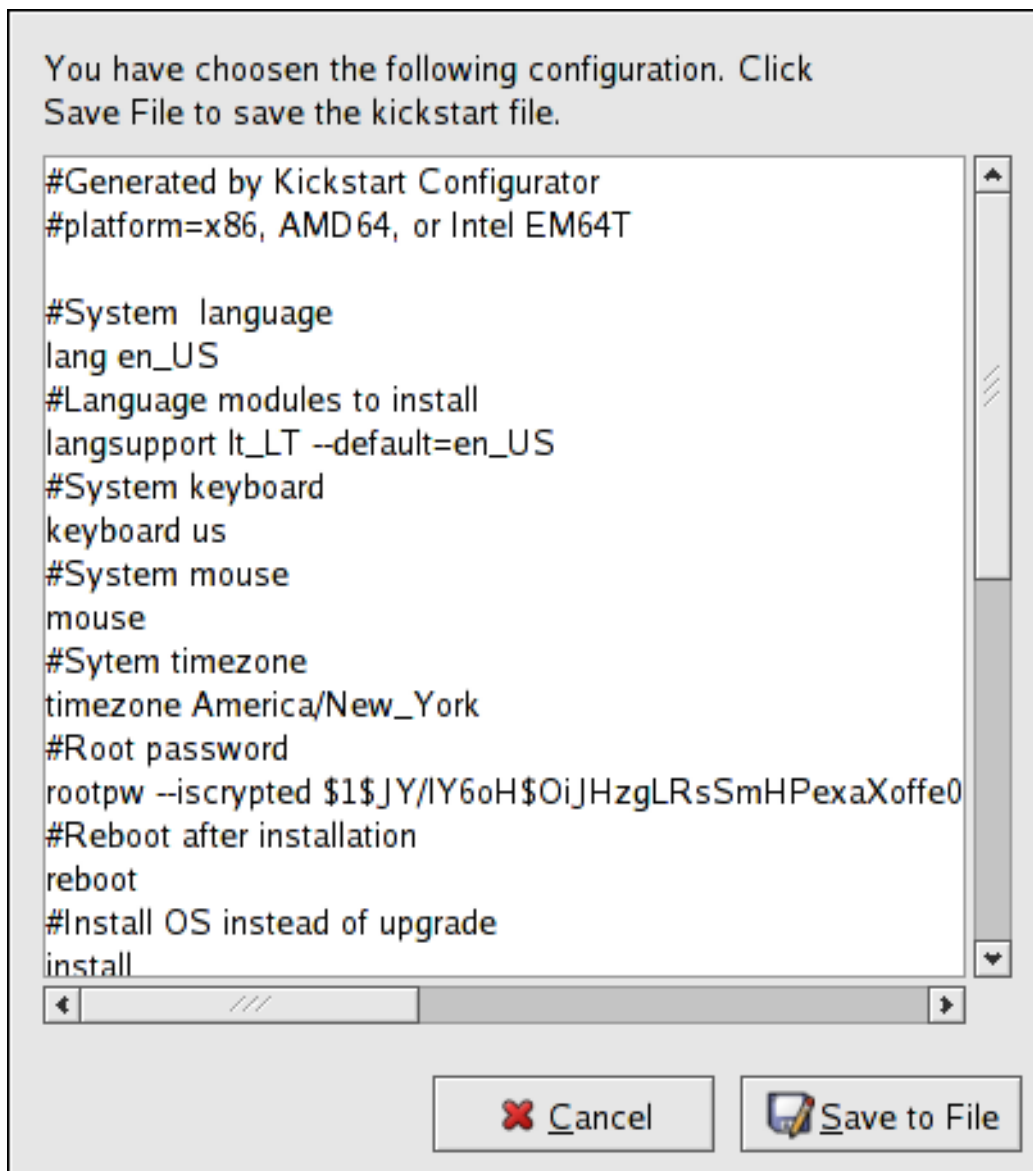 You have choosen the following configuration. Click
Save File to save the kickstart file.
#Generated by Kickstart Configurator
#platform=x86, AMD64, or Intel EM64T
#System  language
lang en_US
#Language modules to install
langsupport lt_LT --default=en_US
#System keyboard
keyboard us
#System mouse
mouse
#Sytem timezone
timezone America/New_York
#Root password
rootpw --iscrypted $1$JY/lY6oH$OiJHzgLRsSmHPexaXoffe0
#Reboot after installation
reboot
#Install OS instead of upgrade
install
Cancel
Save to File